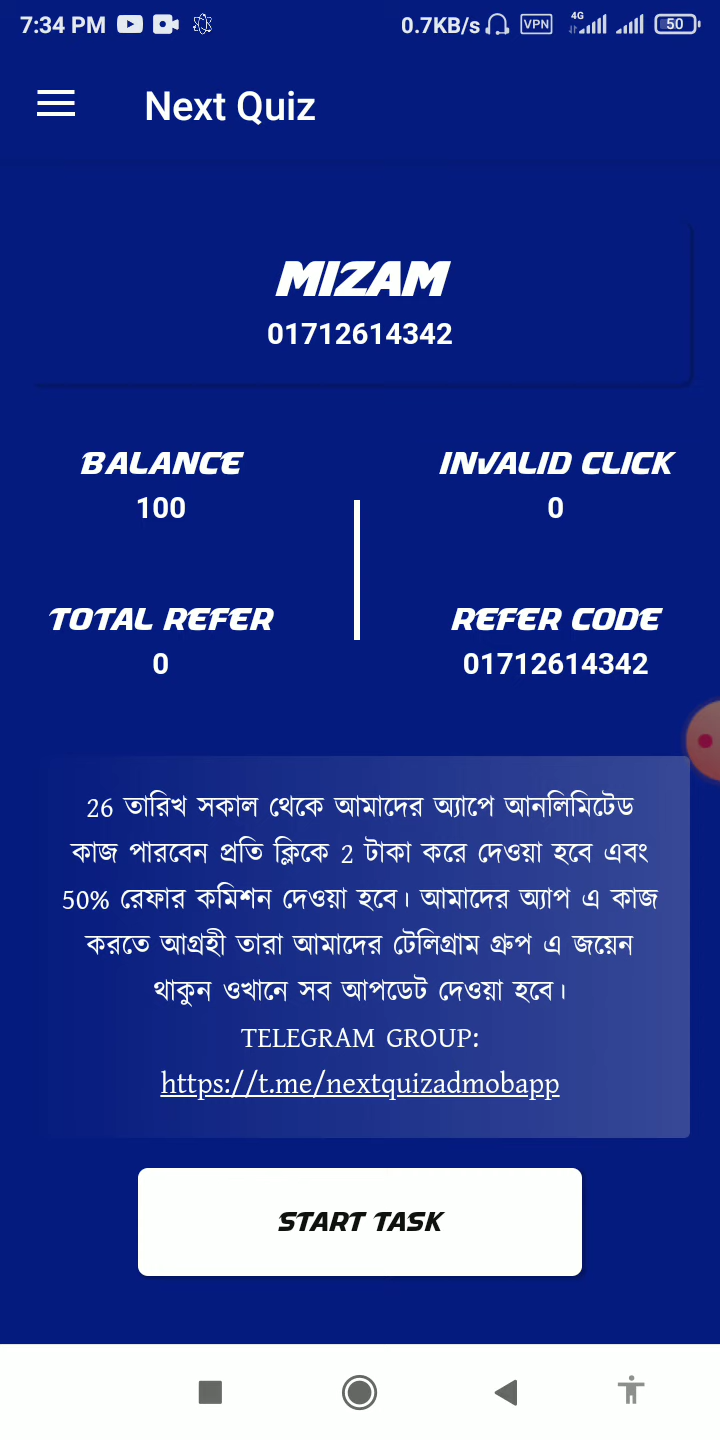 7:34 PM 0.7KB/s VPN 4G 50
Next Quiz
MIZAM
01712614342
BALANCE INVALID CLICK
100 0
TOTAL REFER REFER CODE
0 01712614342
26 তারিখ সকাল থেকে আমাদের অ্যাপে আনলিমিটেড
কাজ পারবেন প্রতি ক্লিকে 2 টাকা করে দেওয়া হবে এবং
50% রেফার কমিশন দেওয়া হবে। আমাদের অ্যাপ এ কাজ
করতে আগ্রহী তারা আমাদের টেলিগ্রাম গ্রুপ এ জয়েন
থাকুন ওখানে সব আপডেট দেওয়া হবে।
TELEGRAM GROUP:
https://t.me/nextquizadmobapp
START TASK